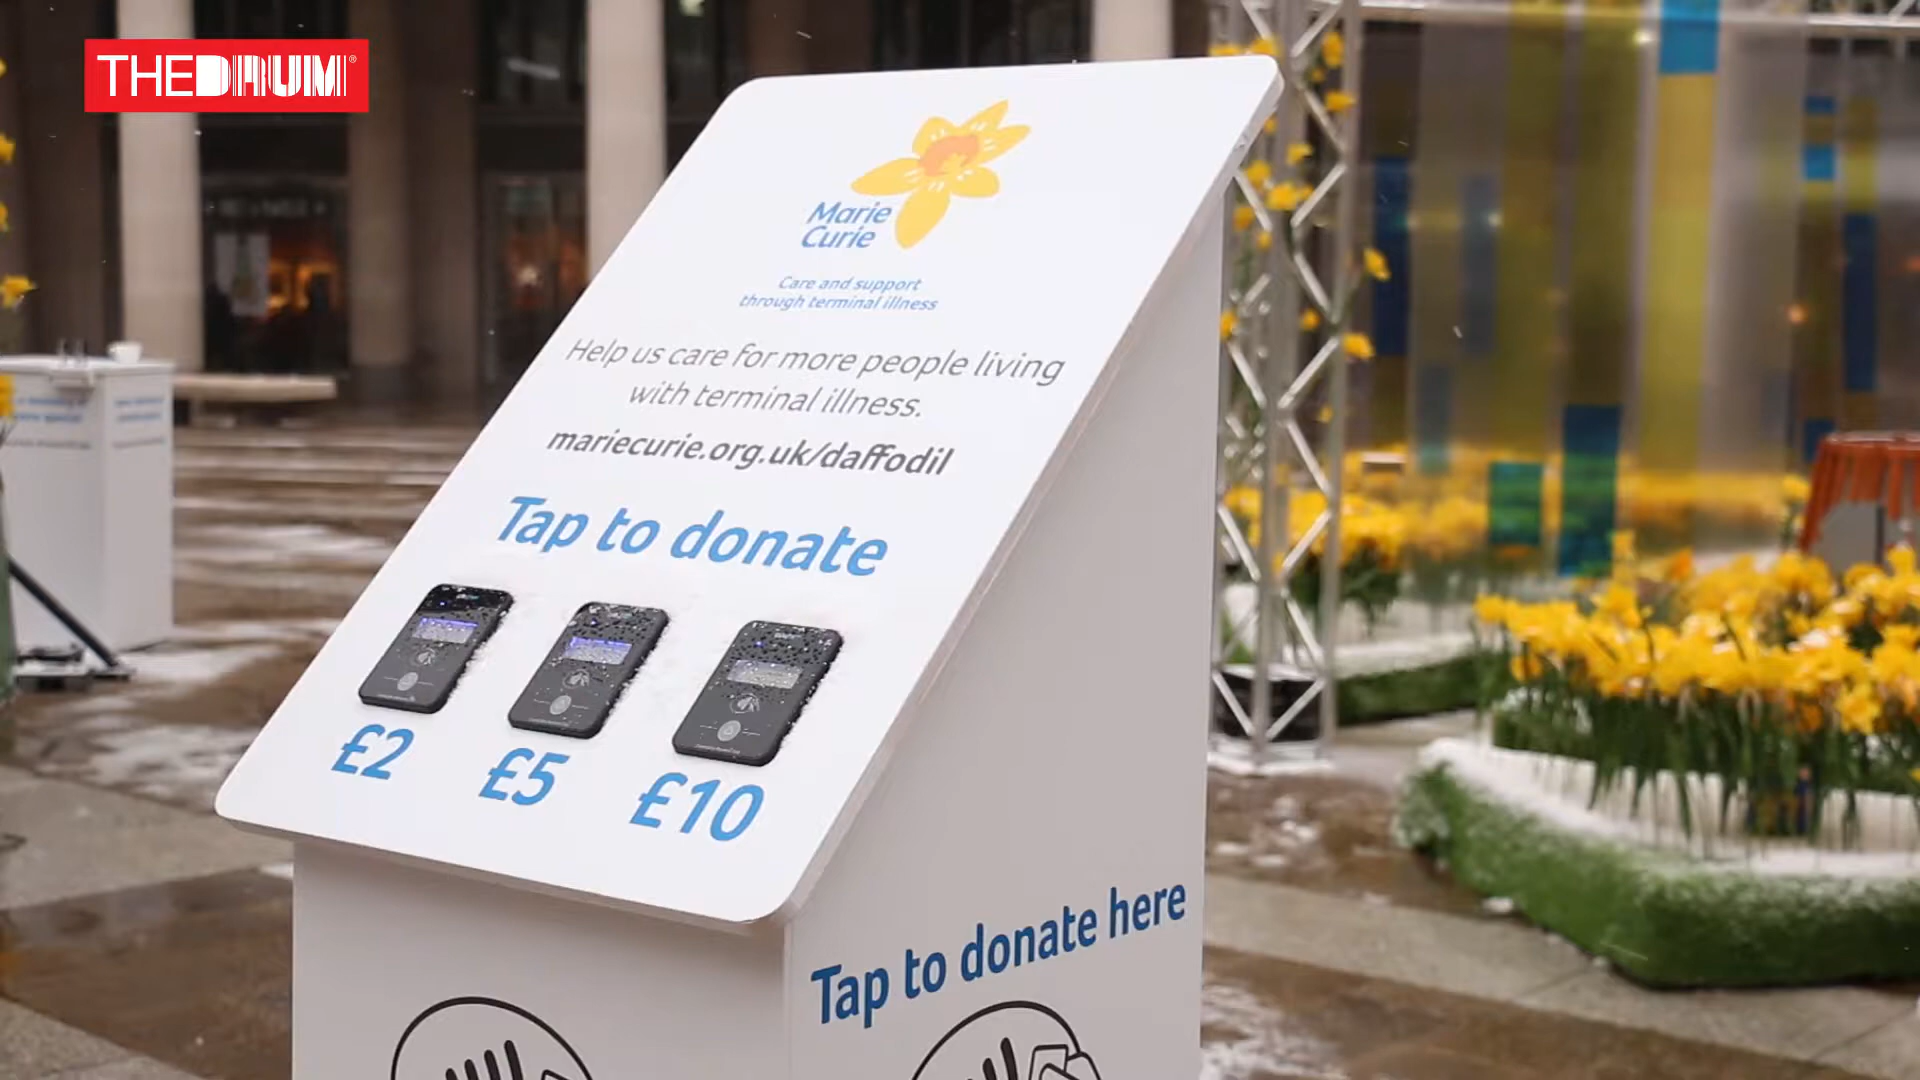 THEDRUM®
Marie
Curie
Care and support
through terminal illness
Help us care for more people living
with terminal illness.
mariecurie.org.uk/daffodil
Tap to donate
£2 £5 £10
Tap to donate here